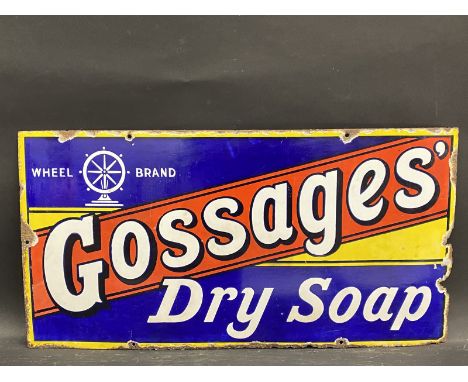 WHEEL BRAND
Gossages'
Dry Soap